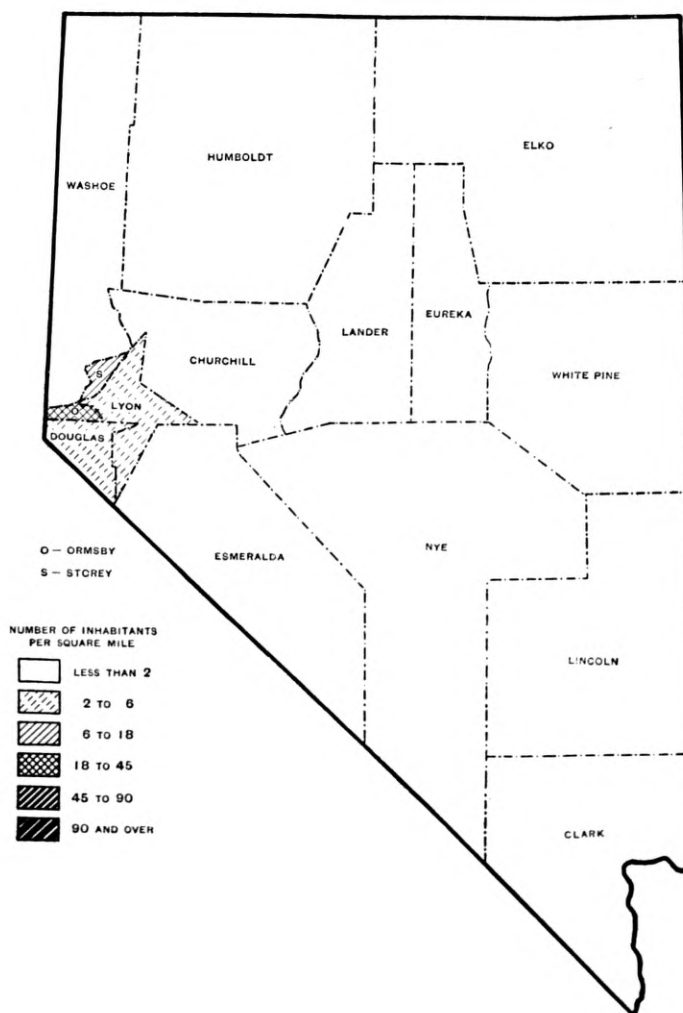 HUMBOLDT
ELKO
WASHOE
EUREKA
LANDER
CHURCHILL
WHITE PINE
S
LYON
O
DOUGLAS
O – ORMSBY
S – STOREY
ESMERALDA
NYE
NUMBER OF INHABITANTS
PER SQUARE MILE
LESS THAN 2
2 TO 6
6 TO 18
18 TO 45
45 TO 90
90 AND OVER
LINCOLN
CLARK